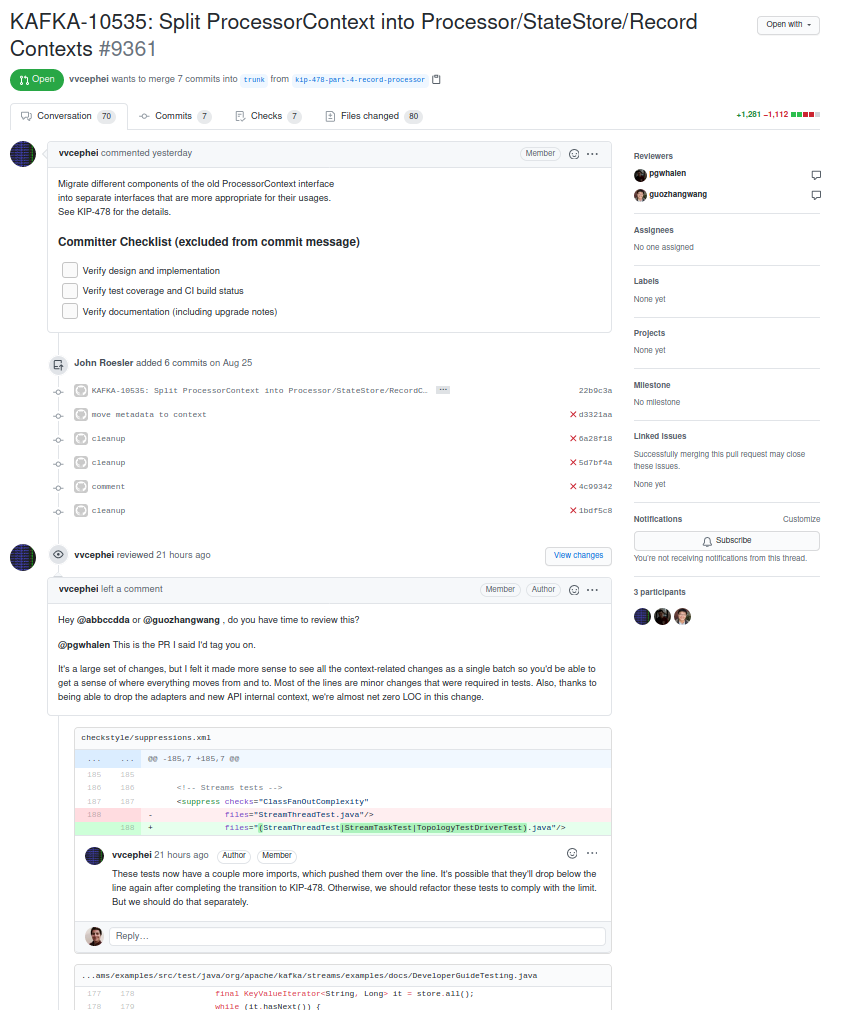 KAFKA-10535: Split ProcessorContext into Processor/StateStore/Record
Contexts #9361
Open with
Open
vvcephei wants to merge 7 commits into trunk from kip-478-part-4-record-processor
Conversation 70
Commits 7
Checks 7
Files changed 80
+1,281 −1,112
vvcephei commented yesterday
Member
Migrate different components of the old ProcessorContext interface
into separate interfaces that are more appropriate for their usages.
See KIP-478 for the details.
Committer Checklist (excluded from commit message)
Verify design and implementation
Verify test coverage and CI build status
Verify documentation (including upgrade notes)
John Roesler added 6 commits on Aug 25
KAFKA-10535: Split ProcessorContext into Processor/StateStore/RecordC… ... 22b9c3a
move metadata to context d3321aa
cleanup 6a28f18
cleanup 5d7bf4a
comment 4c99342
cleanup 1bdf5c8
vvcephei reviewed 21 hours ago
View changes
vvcephei left a comment
Member Author
Hey @abbccdda or @guozhangwang , do you have time to review this?
@pgwhalen This is the PR I said I'd tag you on.
It's a large set of changes, but I felt it made more sense to see all the context-related changes as a single batch so you'd be able to
get a sense of where everything moves from and to. Most of the lines are minor changes that were required in tests. Also, thanks to
being able to drop the adapters and new API internal context, we're almost net zero LOC in this change.
checkstyle/suppressions.xml
... ... @@ -185,7 +185,7 @@
185 185
186 186 <!-- Streams tests -->
187 187 <suppress checks="ClassFanOutComplexity"
188 - files="StreamThreadTest.java"/>
188 + files="(StreamThreadTest|StreamTaskTest|TopologyTestDriverTest).java"/>
vvcephei 21 hours ago Author Member
These tests now have a couple more imports, which pushed them over the line. It's possible that they'll drop below the
line again after completing the transition to KIP-478. Otherwise, we should refactor these tests to comply with the limit.
But we should do that separately.
Reply…
...ams/examples/src/test/java/org/apache/kafka/streams/examples/docs/DeveloperGuideTesting.java
177 178 final KeyValueIterator<String, Long> it = store.all();
178 179 while (it.hasNext()) {
Reviewers
pgwhalen
guozhangwang
Assignees
No one assigned
Labels
None yet
Projects
None yet
Milestone
No milestone
Linked issues
Successfully merging this pull request may close
these issues.
None yet
Notifications
Customize
Subscribe
You're not receiving notifications from this thread.
3 participants